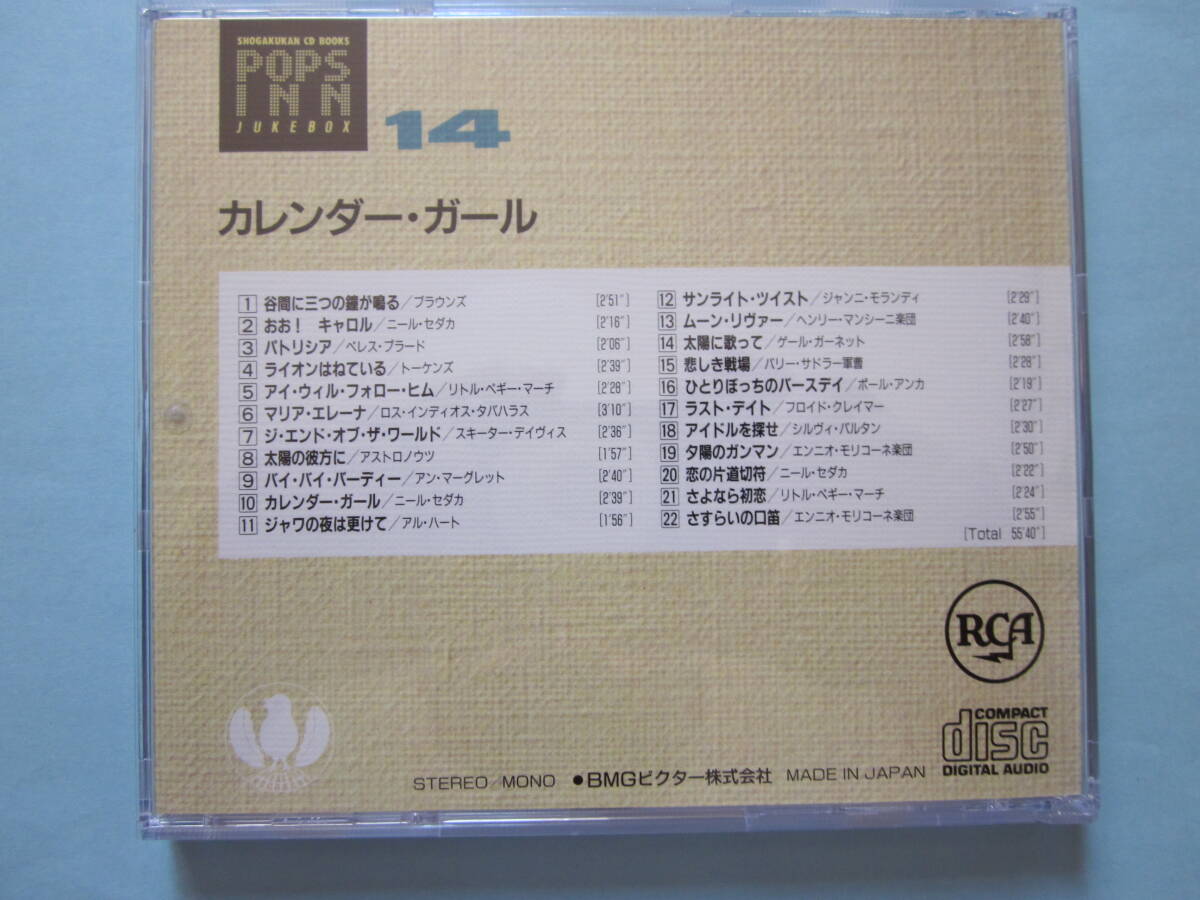 SHOGAKUKAN CD BOOKS
POPS
INN
JUKEBOX
14
カレンダー・ガール
1 谷間に三つの鐘が鳴る/ブラウンズ [2'51"]
2 おお! キャロル/ニール・セダカ [2'16"]
3 パトリシア/ペレス・プラード [2'06"]
4 ライオンはねている/トーケンズ [2'39"]
5 アイ・ウィル・フォロー・ヒム/リトル・ペギー・マーチ [2'28"]
6 マリア・エレーナ/ロス・インディオス・タバハラス [3'10"]
7 ジ・エンド・オブ・ザ・ワールド/スキーター・デイヴィス [2'36"]
8 太陽の彼方に/アストロノウツ [1'57"]
9 バイ・バイ・バーディー/アン・マーグレット [2'40"]
10 カレンダー・ガール/ニール・セダカ [2'39"]
11 ジャワの夜は更けて/アル・ハート [1'56"]
12 サンライト・ツイスト/ジャンニ・モランディ [2'29"]
13 ムーン・リヴァー/ヘンリー・マンシーニ楽団 [2'40"]
14 太陽に歌って/ゲール・ガーネット [2'58"]
15 悲しき戦場/バリー・サドラー軍曹 [2'28"]
16 ひとりぼっちのバースデイ/ポール・アンカ [2'19"]
17 ラスト・デイト/フロイド・クレイマー [2'27"]
18 アイドルを探せ/シルヴィ・バルタン [2'30"]
19 夕陽のガンマン/エンニオ・モリコーネ楽団 [2'50"]
20 恋の片道切符/ニール・セダカ [2'22"]
21 さよなら初恋/リトル・ペギー・マーチ [2'24"]
22 さすらいの口笛/エンニオ・モリコーネ楽団 [2'55"]
[Total 55'40"]
RCA
COMPACT
disc
DIGITAL AUDIO
STEREO/MONO ●BMGビクター株式会社 MADE IN JAPAN